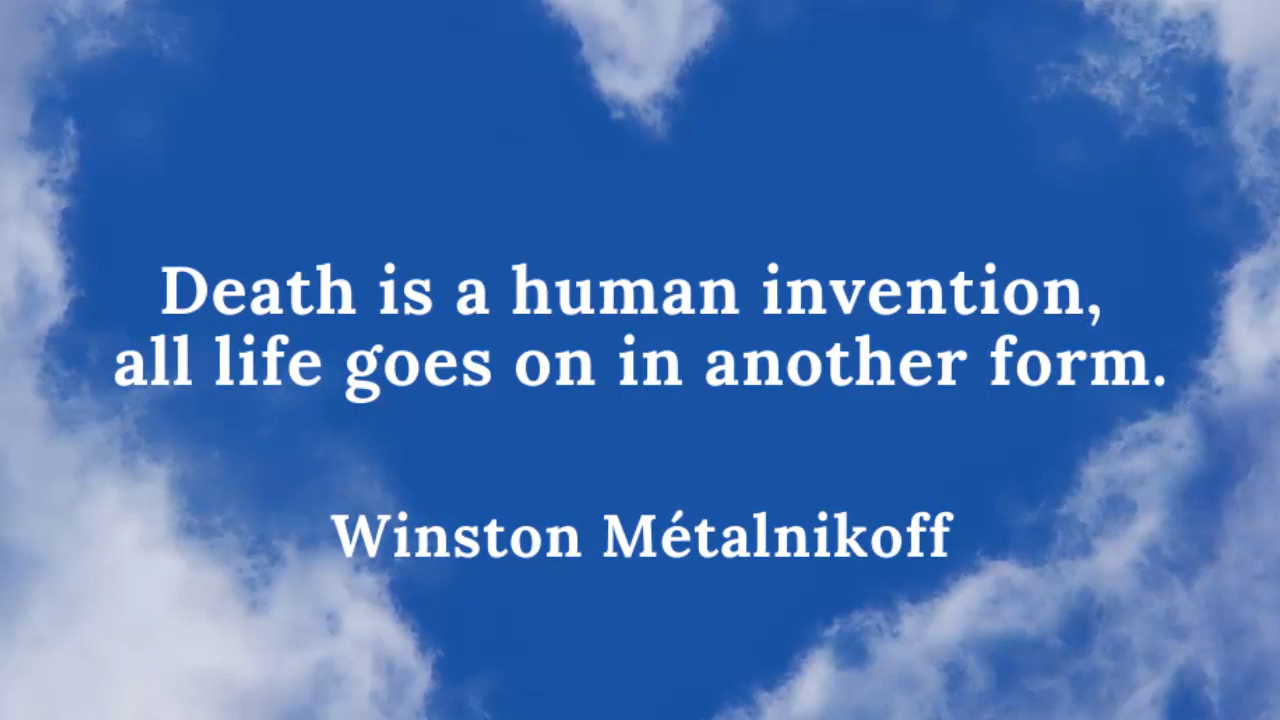 Death is a human invention,
all life goes on in another form.
Winston Métalnikoff